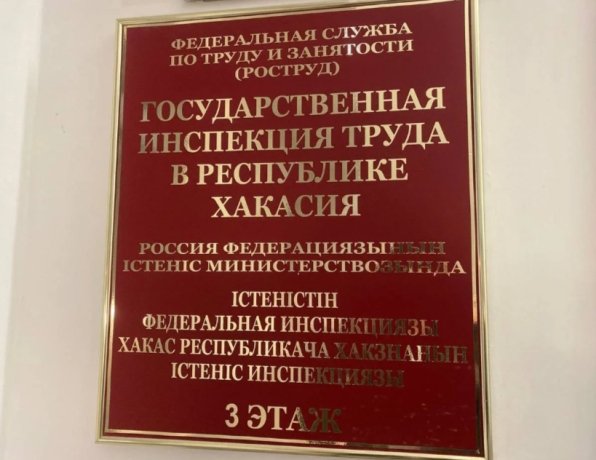 ФЕДЕРАЛЬНАЯ СЛУЖБА
ПО ТРУДУ И ЗАНЯТОСТИ
(РОСТРУД)
ГОСУДАРСТВЕННАЯ
ИНСПЕКЦИЯ ТРУДА
В РЕСПУБЛИКЕ
ХАКАСИЯ
РОССИЯ ФЕДЕРАЦИЯЗЫНЫҢ
ІСТЕНІС МИНИСТЕРСТВОЗЫНДА
ІСТЕНІСТІН
ФЕДЕРАЛЬНАЯ ИНСПЕКЦИЯЗЫ
ХАКАС РЕСПУБЛИКАЧА ХАКЗНАНЫН
ІСТЕНІС ИНСПЕКЦИЯЗЫ
3 ЭТАЖ